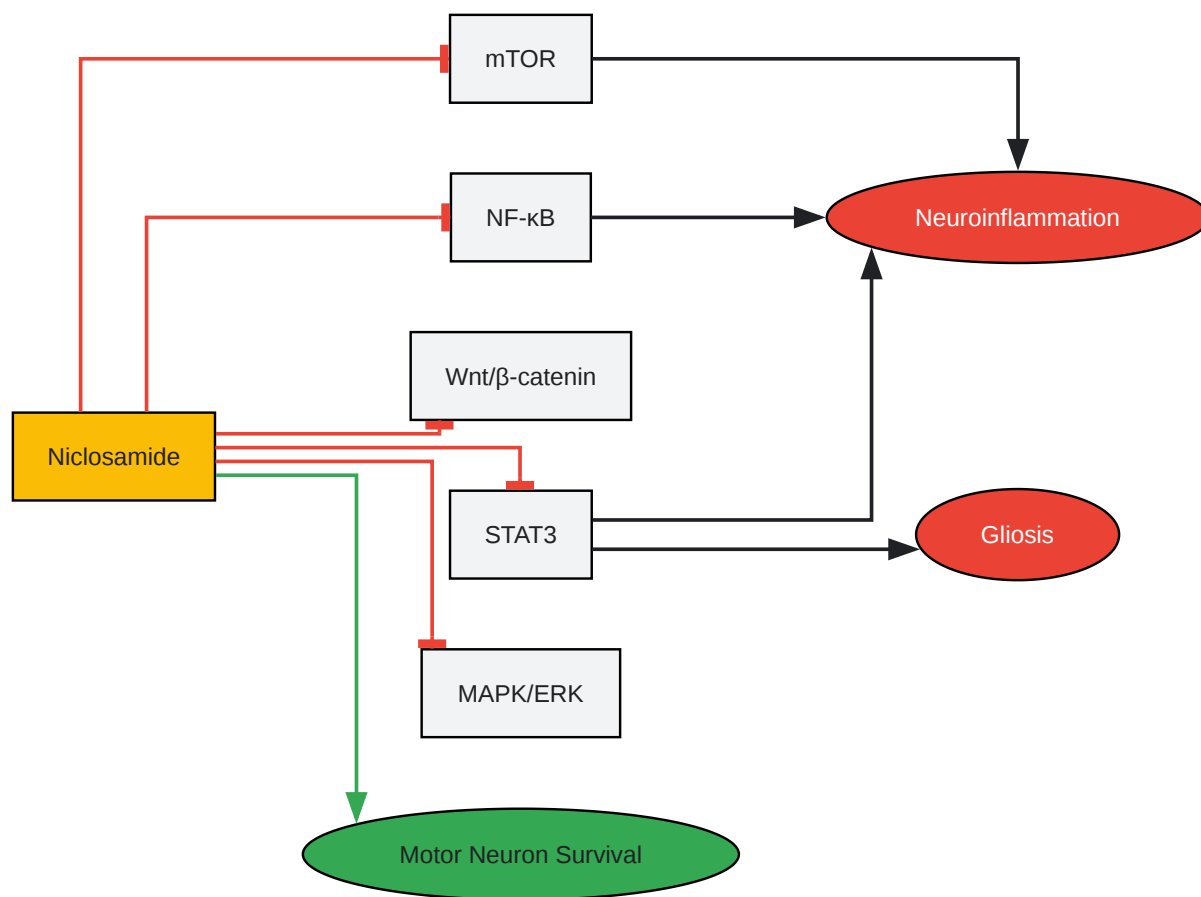 mTOR
NF-κB
Neuroinflammation
Wnt/β-catenin
Niclosamide
STAT3
Gliosis
MAPK/ERK
Motor Neuron Survival